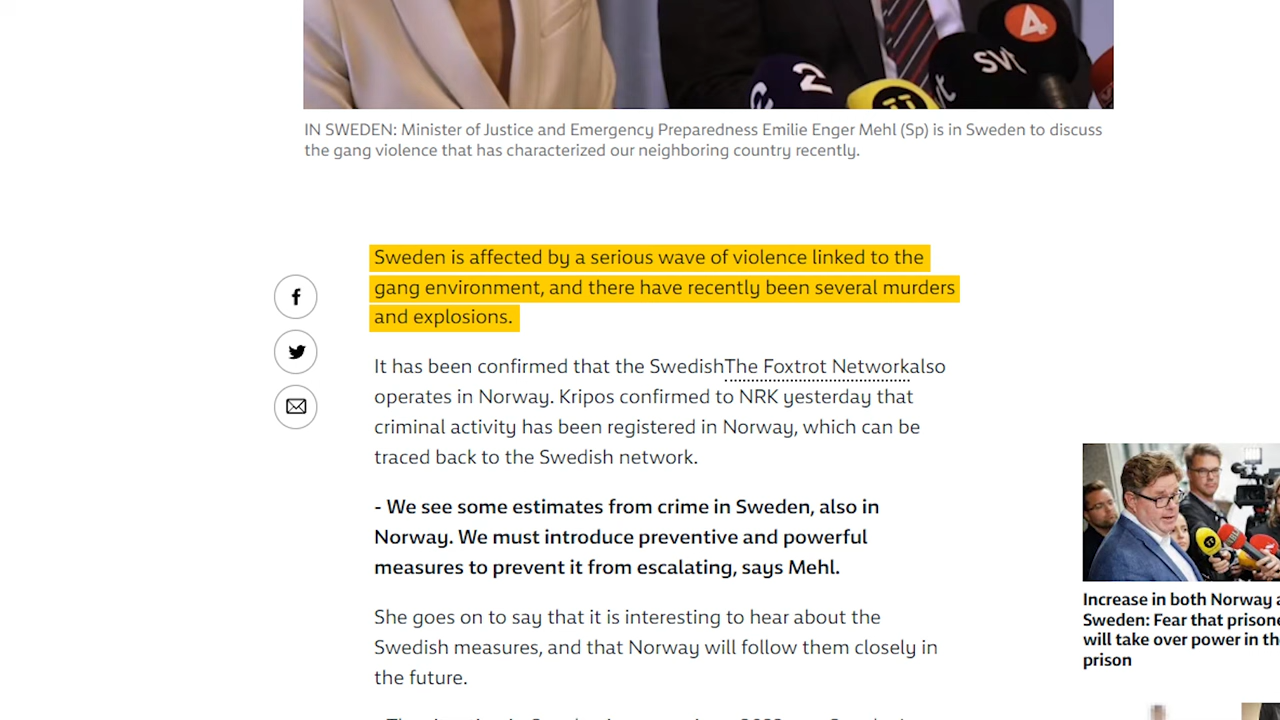 2
svt
4
IN SWEDEN: Minister of Justice and Emergency Preparedness Emilie Enger Mehl (Sp) is in Sweden to discuss
the gang violence that has characterized our neighboring country recently.
Sweden is affected by a serious wave of violence linked to the
gang environment, and there have recently been several murders
and explosions.
It has been confirmed that the SwedishThe Foxtrot Networkalso
operates in Norway. Kripos confirmed to NRK yesterday that
criminal activity has been registered in Norway, which can be
traced back to the Swedish network.
- We see some estimates from crime in Sweden, also in
Norway. We must introduce preventive and powerful
measures to prevent it from escalating, says Mehl.
She goes on to say that it is interesting to hear about the
Swedish measures, and that Norway will follow them closely in
the future.
Increase in both Norway a
Sweden: Fear that prisone
will take over power in th
prison